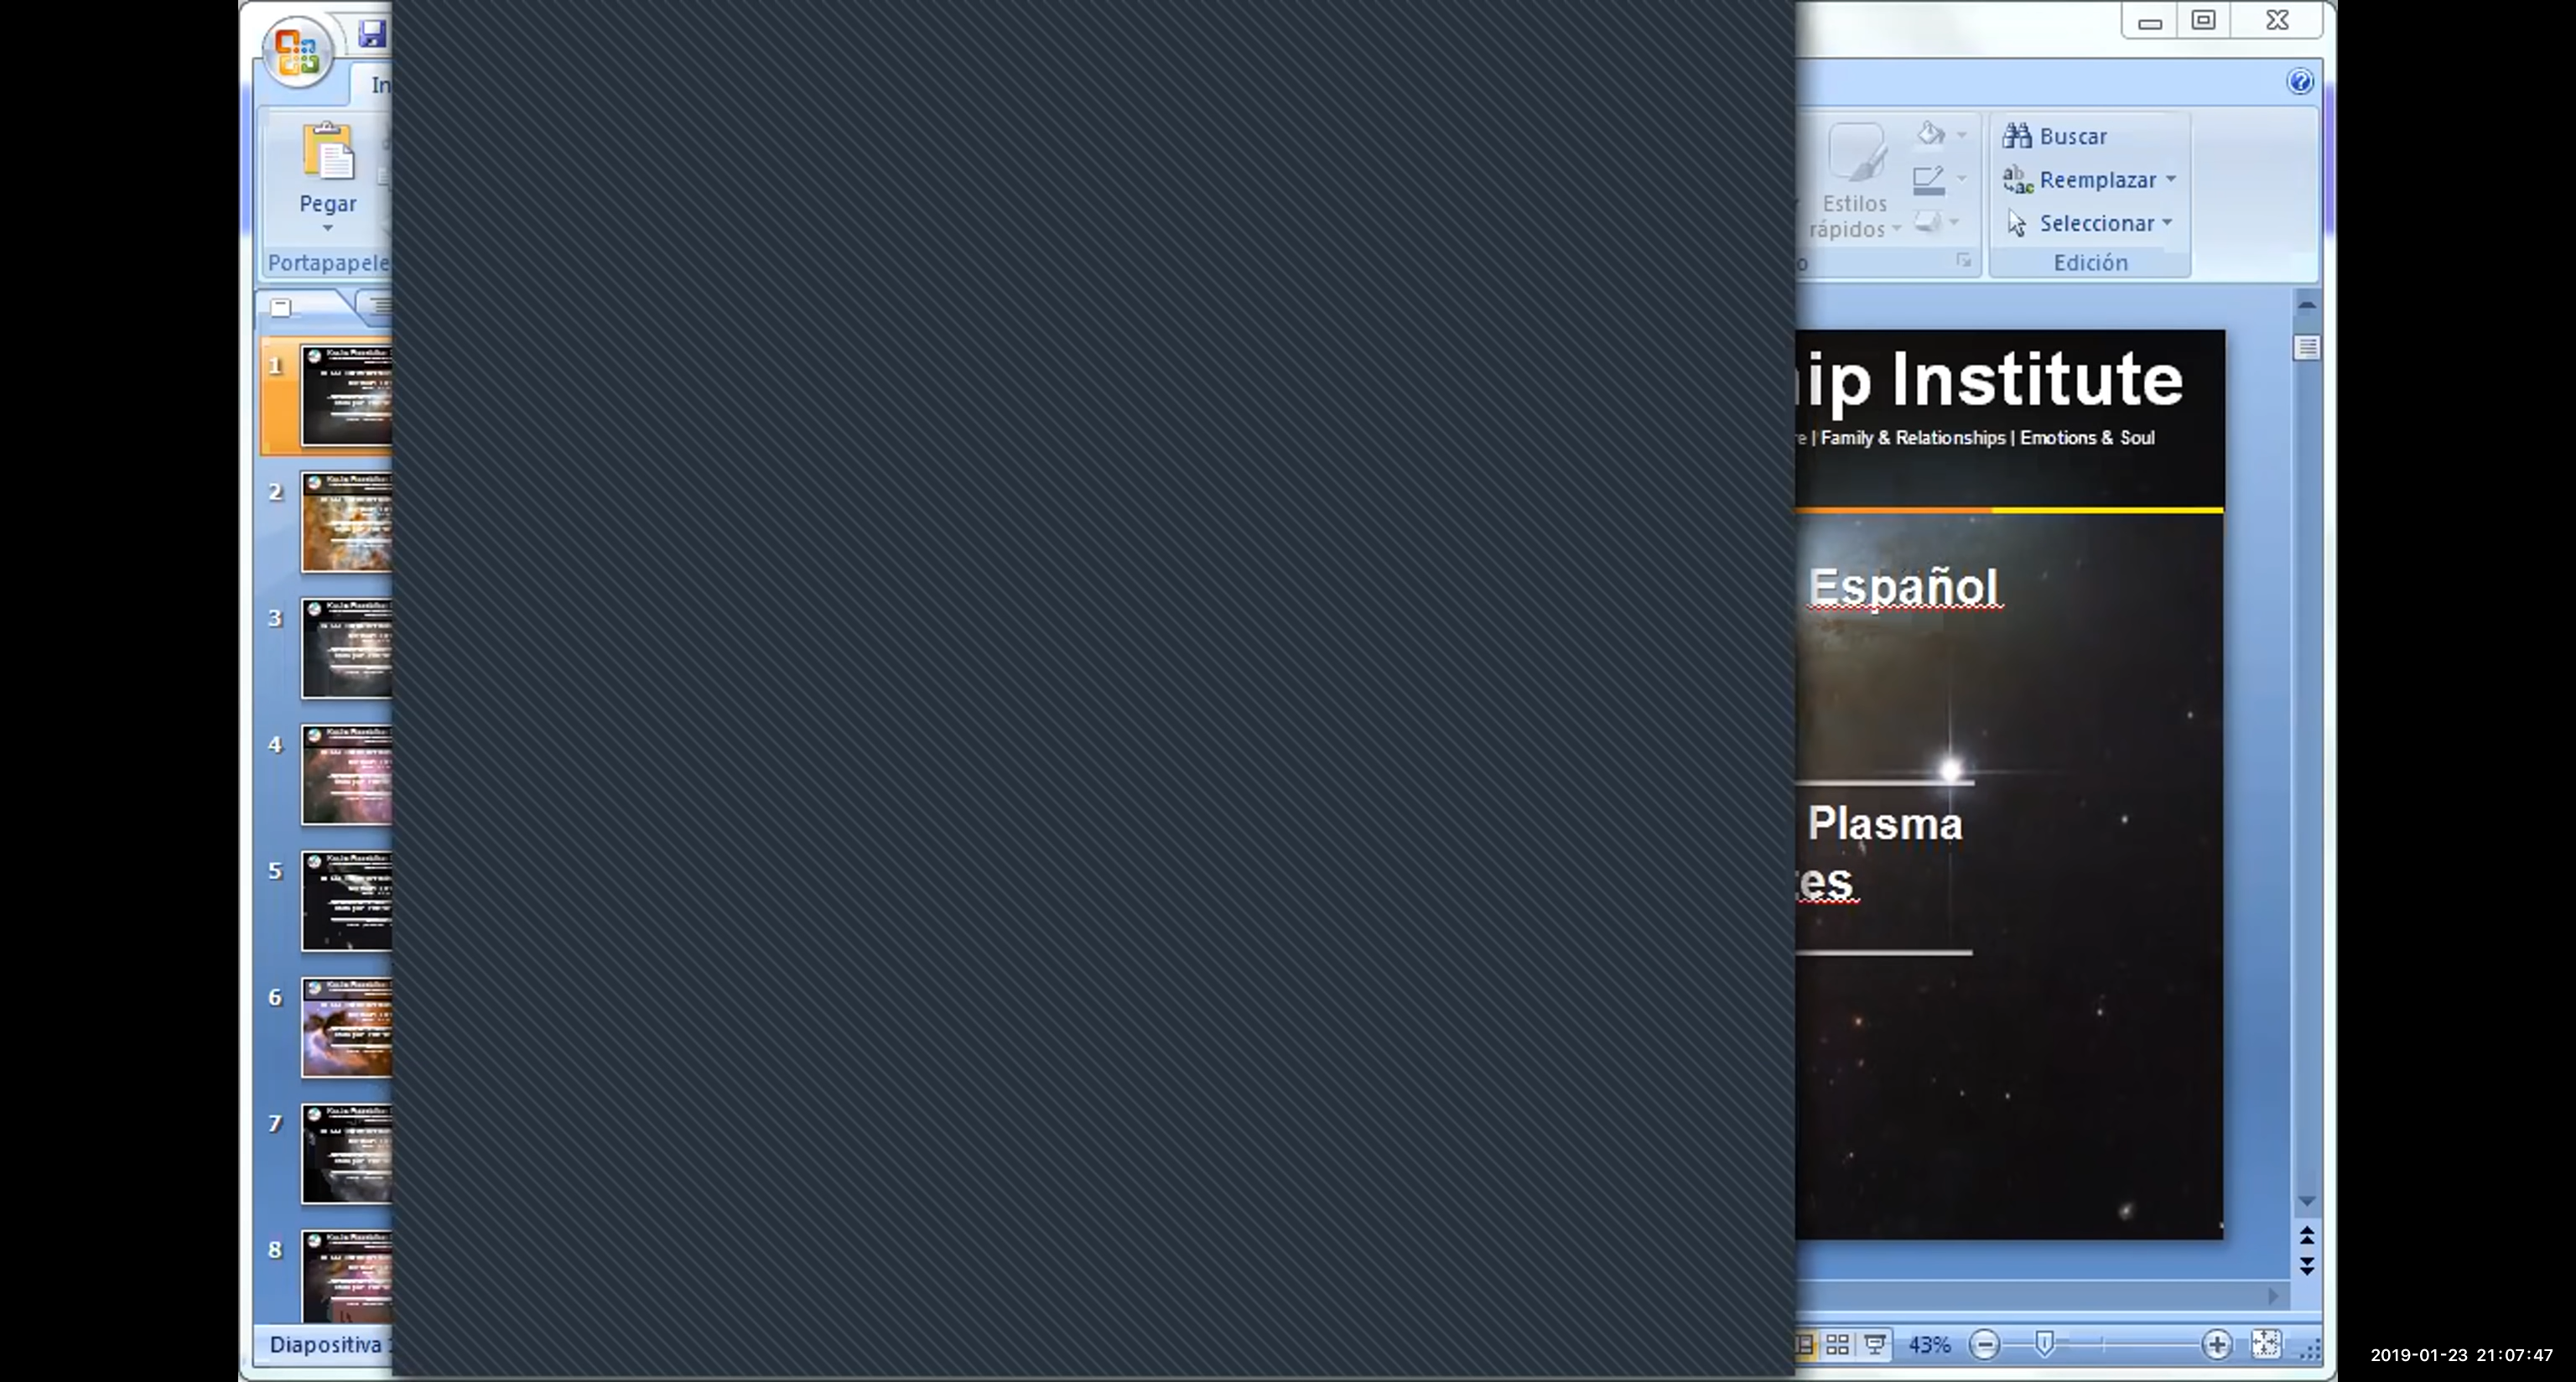 In
Pegar
Portapapele
Estilos
rápidos
Buscar
Reemplazar
Seleccionar
Edición
1
2
3
4
5
6
7
8
ip Institute
e | Family & Relationships | Emotions & Soul
Español
Plasma
tes
Diapositiva
43%
2019-01-23 21:07:47